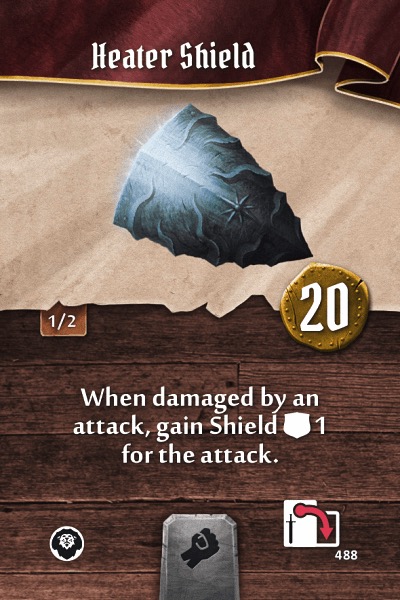 Heater Shield
20
1/2
When damaged by an
attack, gain Shield 1
for the attack.
488